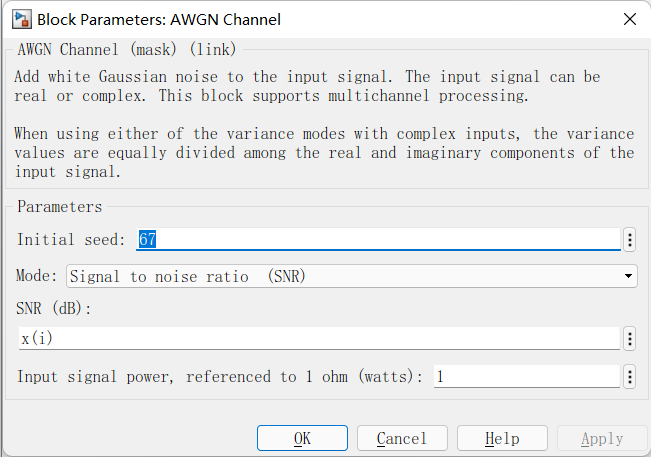 Block Parameters: AWGN Channel
AWGN Channel (mask) (link)
Add white Gaussian noise to the input signal. The input signal can be
real or complex. This block supports multichannel processing.
When using either of the variance modes with complex inputs, the variance
values are equally divided among the real and imaginary components of the
input signal.
Parameters
Initial seed: 67
Mode: Signal to noise ratio (SNR)
SNR (dB):
x(i)
Input signal power, referenced to 1 ohm (watts): 1
OK Cancel Help Apply